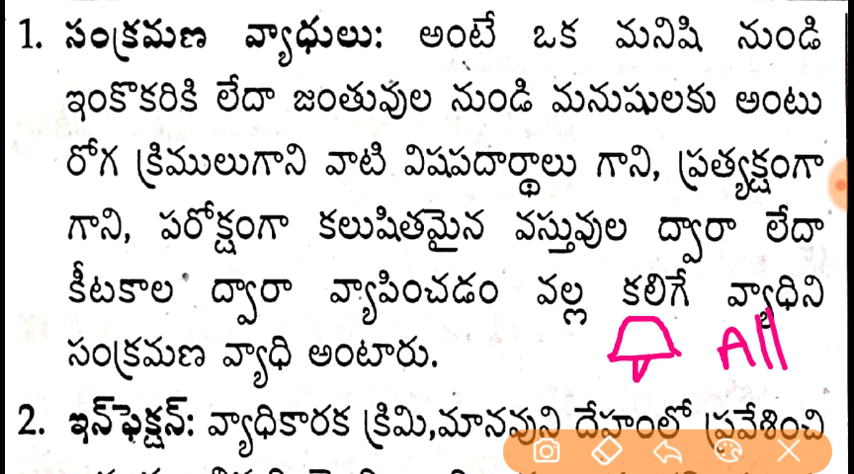 1. సంక్రమణ వ్యాధులు: అంటే ఒక మనిషి నుండి
ఇంకొకరికి లేదా జంతువుల నుండి మనుషులకు అంటు
రోగ క్రిములుగాని వాటి విషపదార్థాలు గాని, ప్రత్యక్షంగా
గాని, పరోక్షంగా కలుషితమైన వస్తువుల ద్వారా లేదా
కీటకాల ద్వారా వ్యాపించడం వల్ల కలిగే వ్యాధిని
సంక్రమణ వ్యాధి అంటారు.
All
2. ఇన్‌ఫెక్షన్: వ్యాధికారక క్రిమి,మానవుని దేహంలో ప్రవేశించి